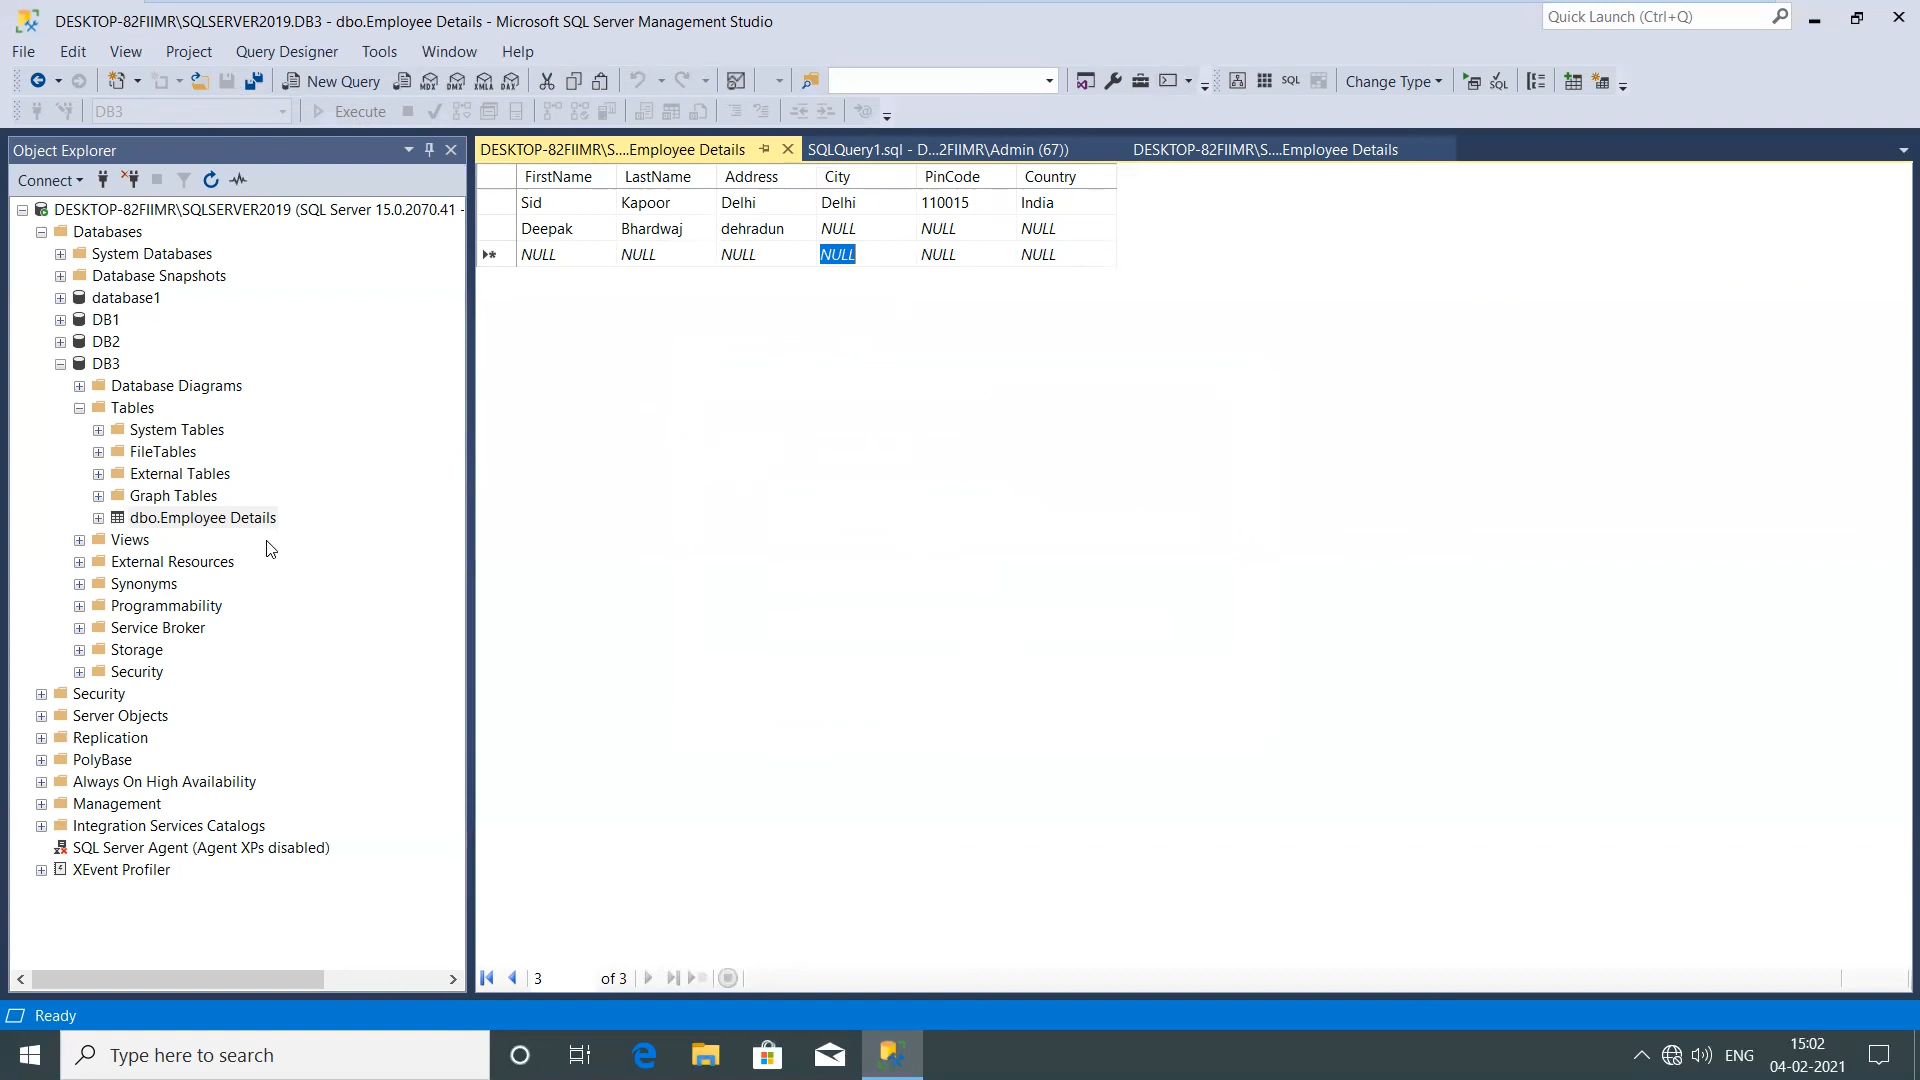 DESKTOP-82FIIMR\SQLSERVER2019.DB3 - dbo.Employee Details - Microsoft SQL Server Management Studio
Quick Launch (Ctrl+Q)
File Edit View Project Query Designer Tools Window Help
New Query MDX DMX XMLA DAX SQL Change Type
DB3 Execute
Object Explorer
DESKTOP-82FIIMR\S....Employee Details SQLQuery1.sql - D...2FIIMR\Admin (67)) DESKTOP-82FIIMR\S....Employee Details
Connect
FirstName LastName Address City PinCode Country
Sid Kapoor Delhi Delhi 110015 India
Deepak Bhardwaj dehradun NULL NULL NULL
NULL NULL NULL NULL NULL NULL
DESKTOP-82FIIMR\SQLSERVER2019 (SQL Server 15.0.2070.41 -
Databases
System Databases
Database Snapshots
database1
DB1
DB2
DB3
Database Diagrams
Tables
System Tables
FileTables
External Tables
Graph Tables
dbo.Employee Details
Views
External Resources
Synonyms
Programmability
Service Broker
Storage
Security
Security
Server Objects
Replication
PolyBase
Always On High Availability
Management
Integration Services Catalogs
SQL Server Agent (Agent XPs disabled)
XEvent Profiler
3 of 3
Ready
Type here to search
ENG
15:02
04-02-2021